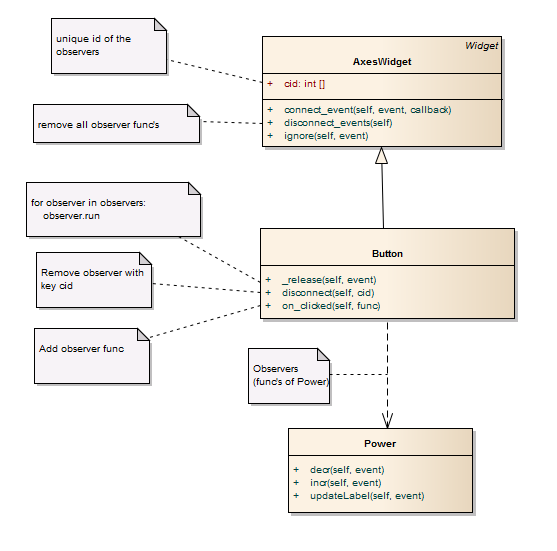 unique id of the
observers
Widget
AxesWidget
+ cid: int []
+ connect_event(self, event, callback)
+ disconnect_events(self)
+ ignore(self, event)
remove all observer func's
for observer in observers:
observer.run
Remove observer with
key cid
Add observer func
Button
+ _release(self, event)
+ disconnect(self, cid)
+ on_clicked(self, func)
Observers
(func's of Power)
Power
+ decr(self, event)
+ incr(self, event)
+ updateLabel(self, event)